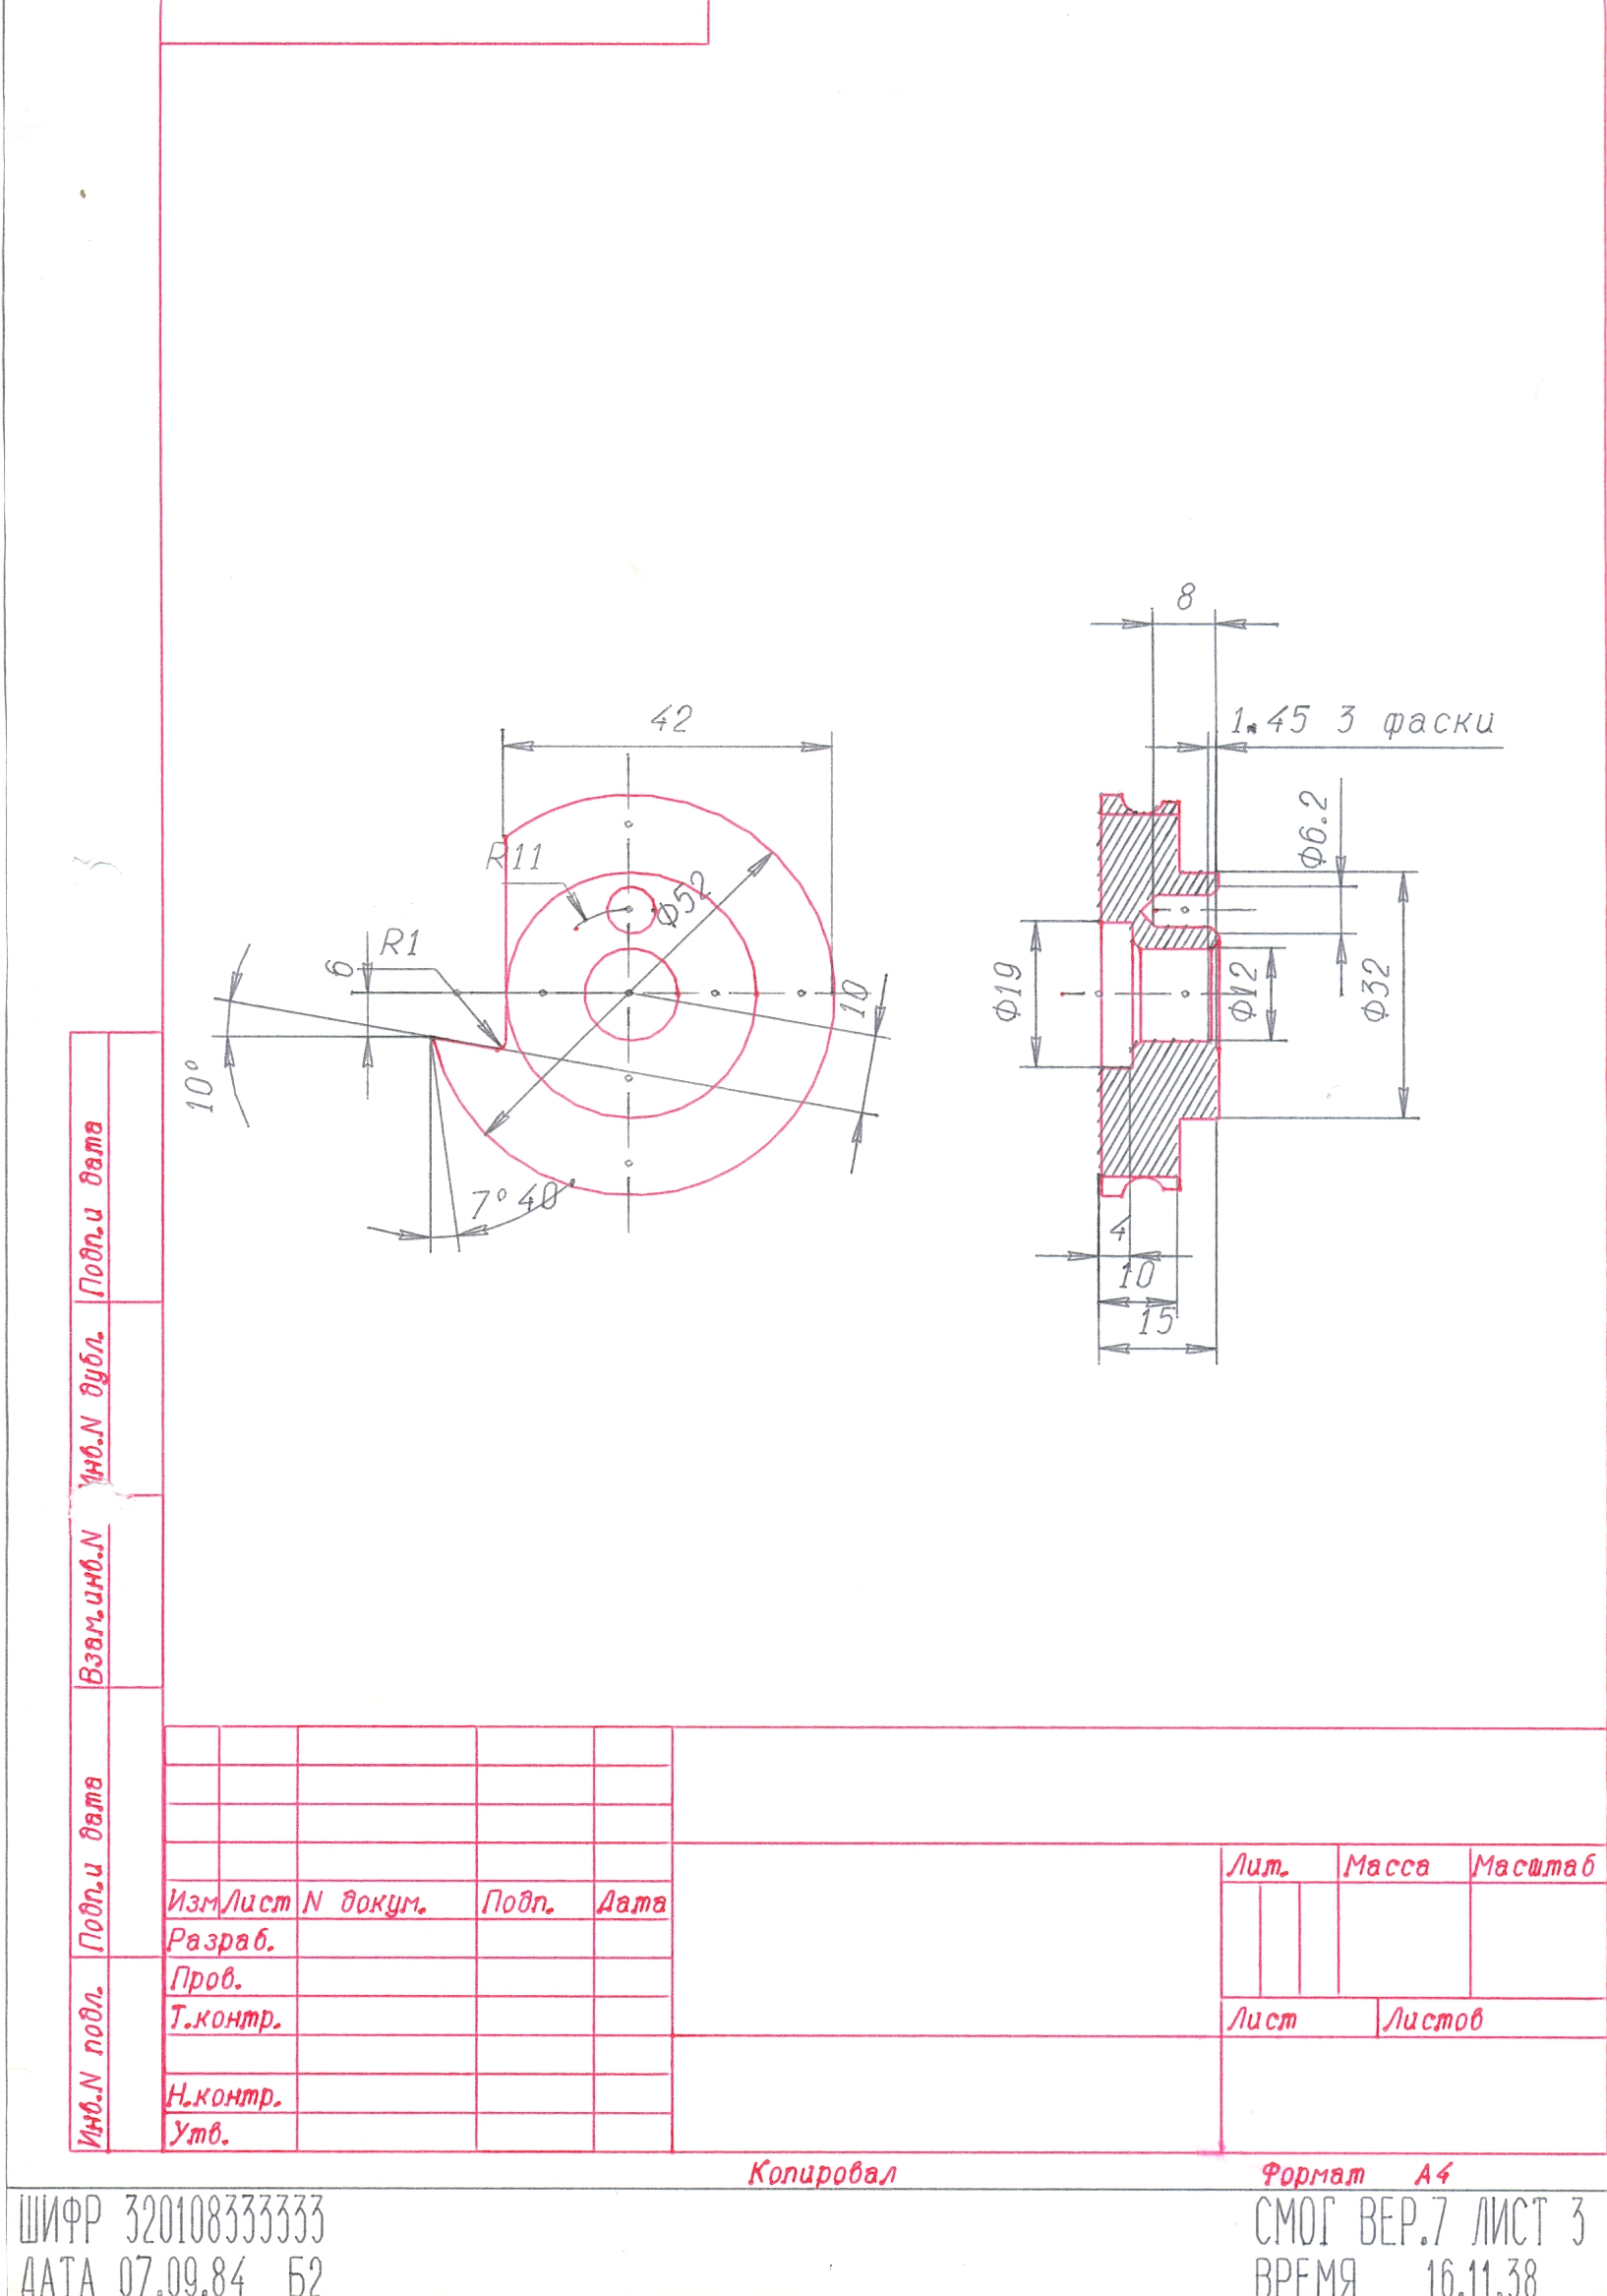 8
42
1.45 3 фаски
R11
Ф52
Ф6.2
R1
6
10
Ф19
Ф12
Ф32
10°
7°40
4
10
15
Подп.и дата
Инв.N дубл.
Взам.инв.N
Подп.и дата
Инв.N подл.
Лит. Масса Масштаб
Изм Лист N докум. Подп. Дата
Разраб.
Пров.
Т.контр.
Лист Листов
Н.контр.
Утв.
Копировал Формат А4
ШИФР 320108333333 СМОГ ВЕР.7 ЛИСТ 3
ДАТА 07.09.84 Б2 ВРЕМЯ 16.11.38